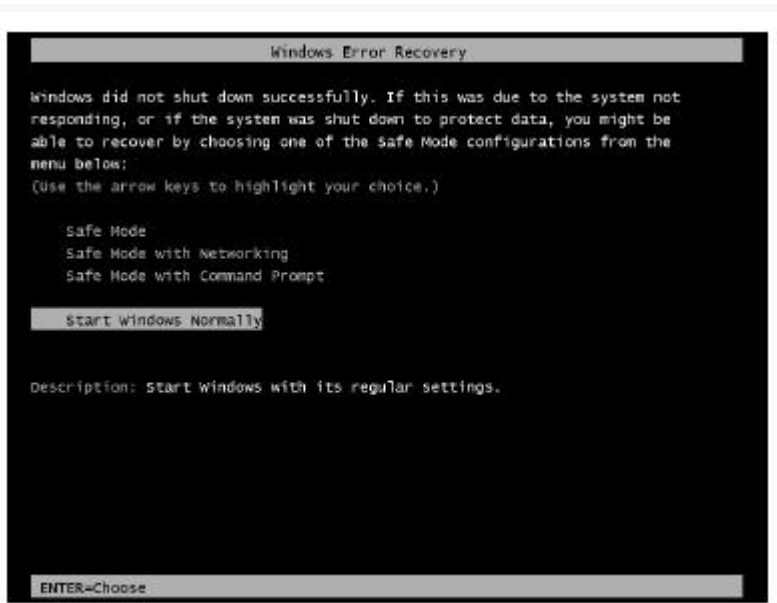 Windows Error Recovery
Windows did not shut down successfully. If this was due to the system not
responding, or if the system was shut down to protect data, you might be
able to recover by choosing one of the Safe Mode configurations from the
menu below:
(Use the arrow keys to highlight your choice.)
Safe Mode
Safe Mode with Networking
Safe Mode with Command Prompt
Start Windows Normally
Description: Start Windows with its regular settings.
ENTER=Choose